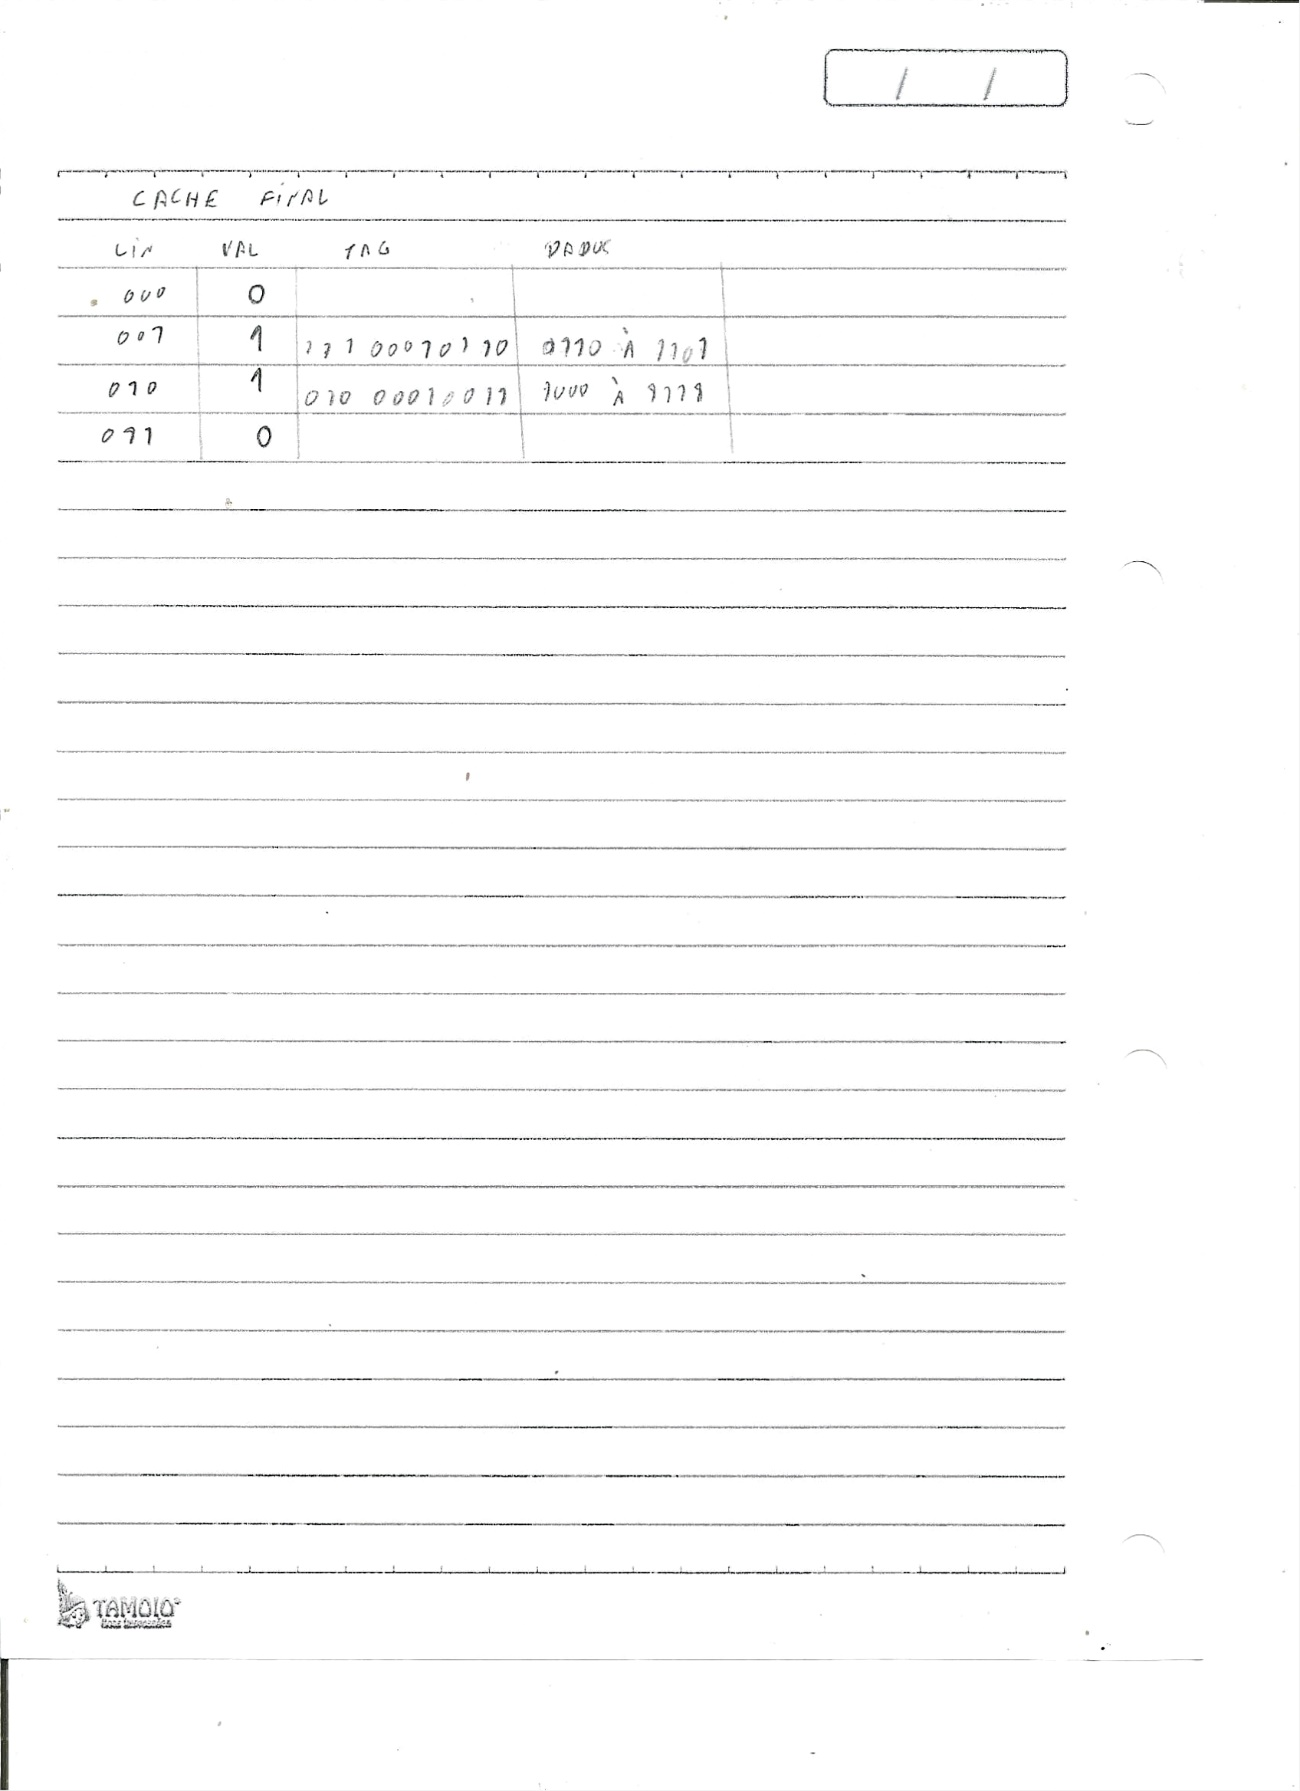 / /
CACHE FINAL
LIN VAL TAG DADOS
000 0
001 1 111 00010110 0110 À 1101
010 1 010 00010011 1000 À 1111
011 0
TAMOIO